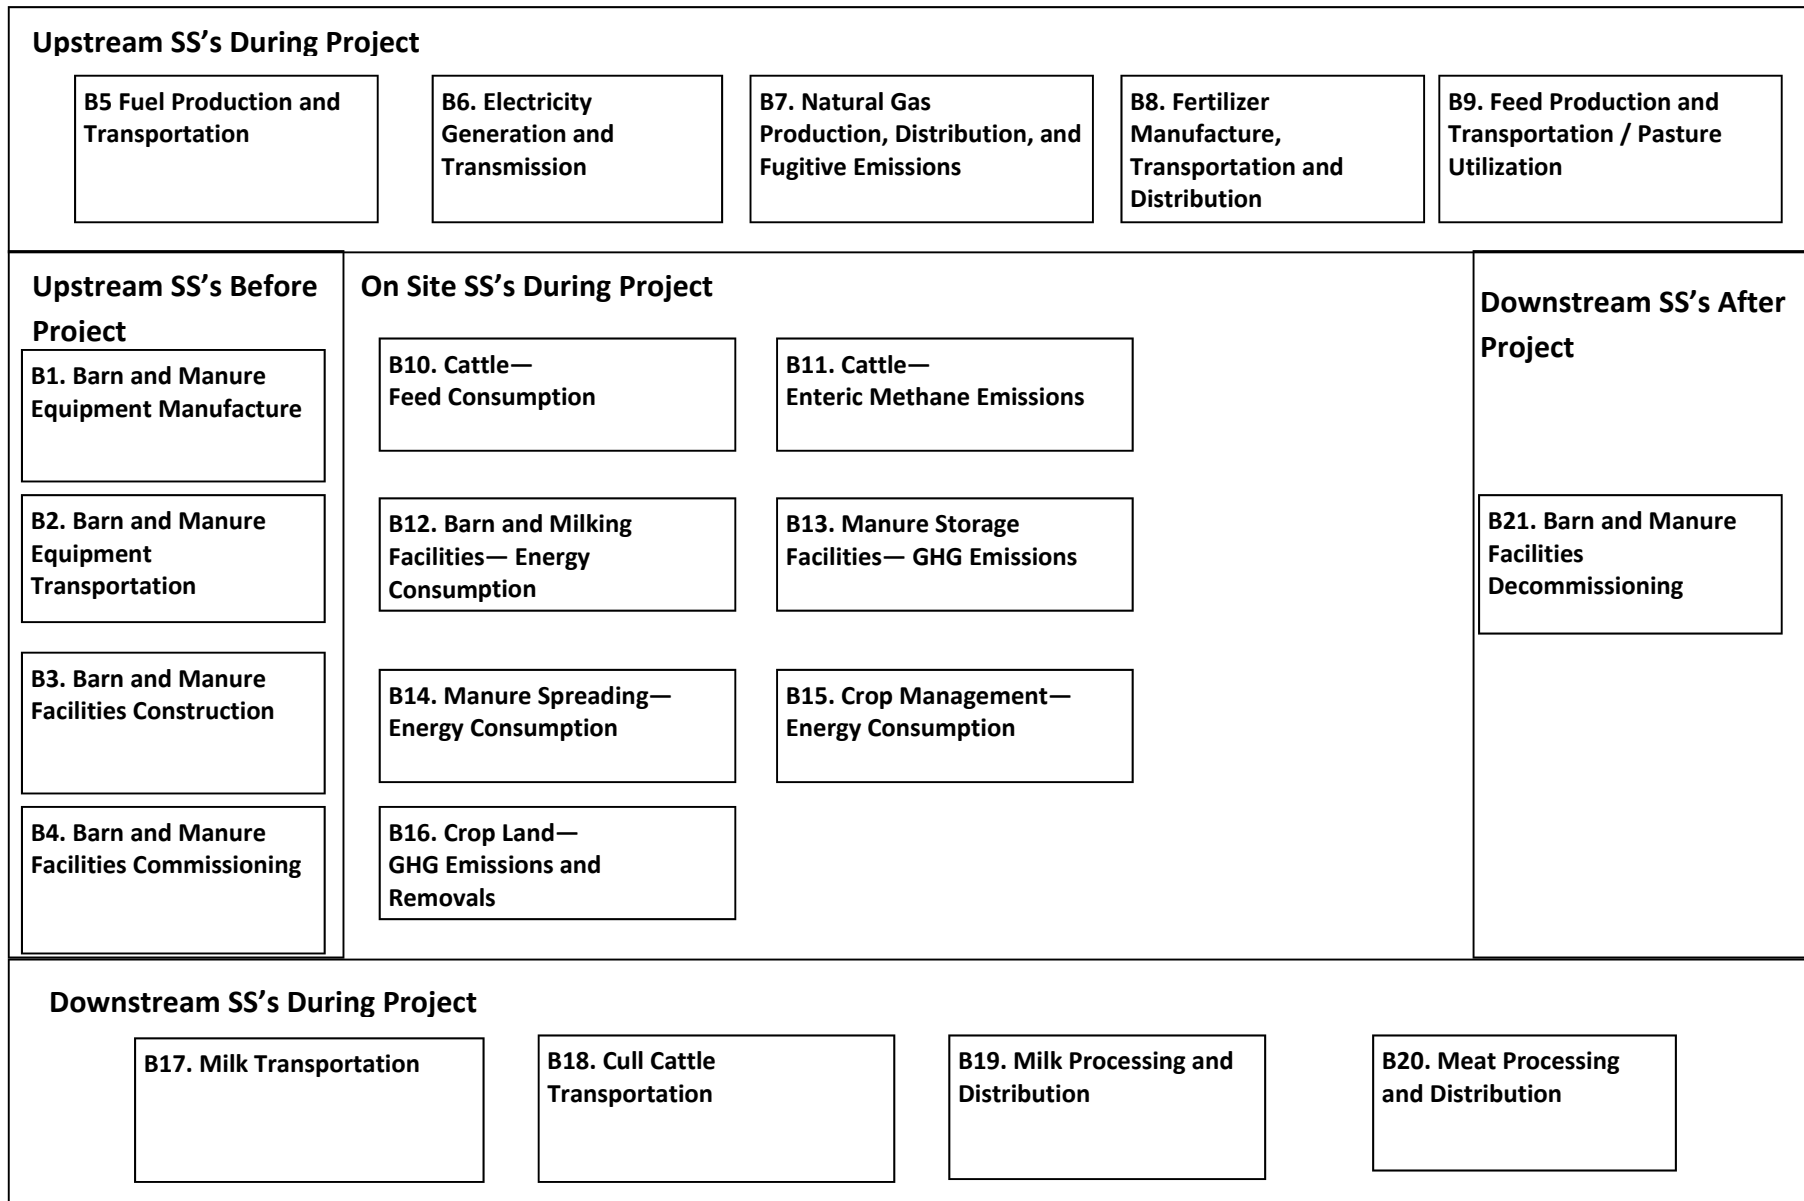 Upstream SS’s During Project
B5 Fuel Production and
Transportation
B6. Electricity
Generation and
Transmission
B7. Natural Gas
Production, Distribution, and
Fugitive Emissions
B8. Fertilizer
Manufacture,
Transportation and
Distribution
B9. Feed Production and
Transportation / Pasture
Utilization
Upstream SS’s Before
Project
B1. Barn and Manure
Equipment Manufacture
B2. Barn and Manure
Equipment
Transportation
B3. Barn and Manure
Facilities Construction
B4. Barn and Manure
Facilities Commissioning
On Site SS’s During Project
B10. Cattle—
Feed Consumption
B11. Cattle—
Enteric Methane Emissions
B12. Barn and Milking
Facilities— Energy
Consumption
B13. Manure Storage
Facilities— GHG Emissions
B14. Manure Spreading—
Energy Consumption
B15. Crop Management—
Energy Consumption
B16. Crop Land—
GHG Emissions and
Removals
Downstream SS’s After
Project
B21. Barn and Manure
Facilities
Decommissioning
Downstream SS’s During Project
B17. Milk Transportation
B18. Cull Cattle
Transportation
B19. Milk Processing and
Distribution
B20. Meat Processing
and Distribution